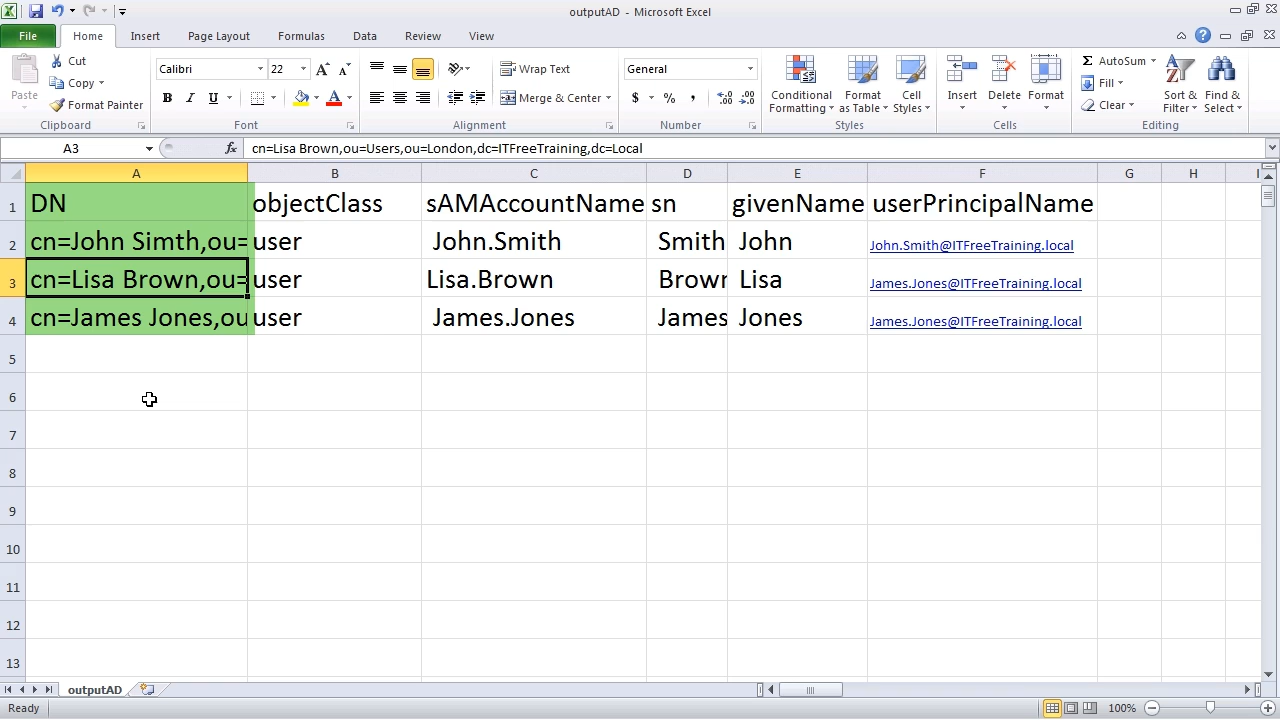 outputAD - Microsoft Excel
File Home Insert Page Layout Formulas Data Review View
Paste
Cut
Copy
Format Painter
Clipboard
Calibri 22 A A
B I U A
Font
Wrap Text
Merge & Center
Alignment
General
$ % , .00 .0
Number
Conditional Formatting
Format as Table
Cell Styles
Styles
Insert Delete Format
Cells
Σ AutoSum
Fill
Clear
Sort & Filter
Find & Select
Editing
A3 fx cn=Lisa Brown,ou=Users,ou=London,dc=ITFreeTraining,dc=Local
A B C D E F G H I
1 DN objectClass sAMAccountName sn givenName userPrincipalName
2 cn=John Simth,ou= user John.Smith Smith John John.Smith@ITFreeTraining.local
3 cn=Lisa Brown,ou= user Lisa.Brown Brown Lisa James.Jones@ITFreeTraining.local
4 cn=James Jones,ou user James.Jones James Jones James.Jones@ITFreeTraining.local
5
6
7
8
9
10
11
12
13
outputAD
Ready 100%